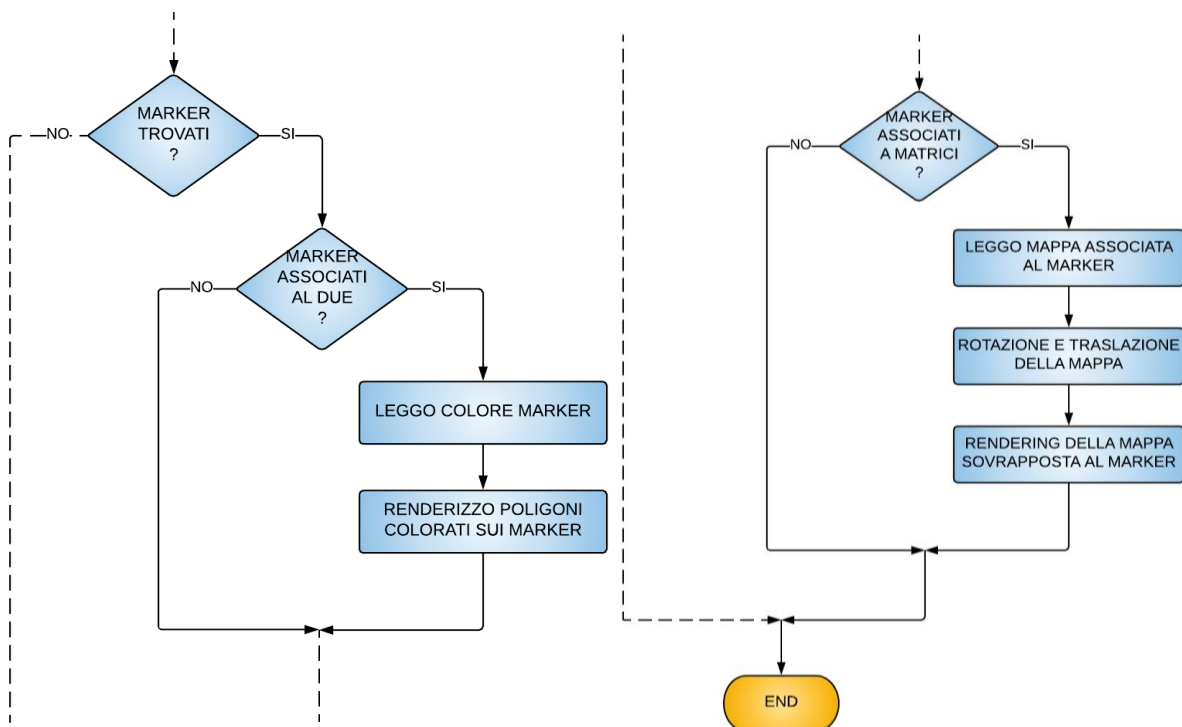 MARKER
TROVATI
?
NO
SI
MARKER
ASSOCIATI
AL DUE
?
NO
SI
LEGGO COLORE MARKER
RENDERIZZO POLIGONI
COLORATI SUI MARKER
MARKER
ASSOCIATI
A MATRICI
?
NO
SI
LEGGO MAPPA ASSOCIATA
AL MARKER
ROTAZIONE E TRASLAZIONE
DELLA MAPPA
RENDERING DELLA MAPPA
SOVRAPPOSTA AL MARKER
END